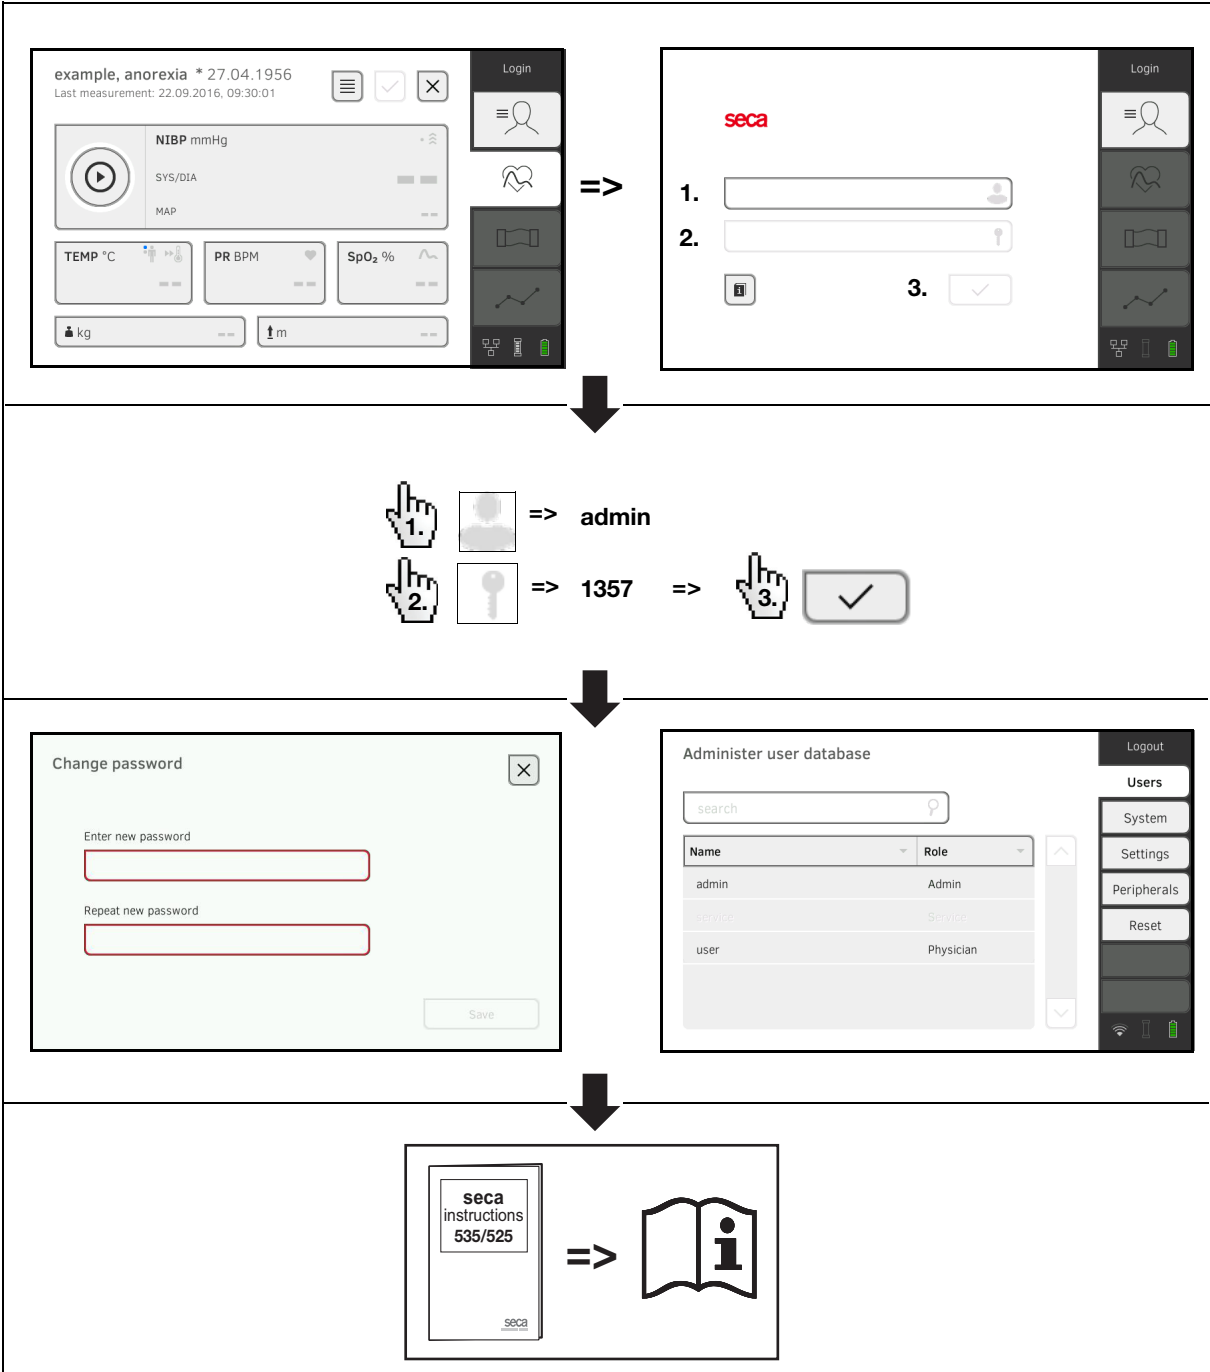 example, anorexia * 27.04.1956
Last measurement: 22.09.2016, 09:30:01
Login
NIBP mmHg
SYS/DIA
MAP
TEMP °C
PR BPM
SpO₂ %
kg
m
=>
Login
seca
1.
2.
3.
1.
=> admin
2.
=> 1357 =>
3.
Change password
Enter new password
Repeat new password
Save
Administer user database
search
Name Role
admin Admin
service Service
user Physician
Logout
Users
System
Settings
Peripherals
Reset
seca
instructions
535/525
seca
=>
i